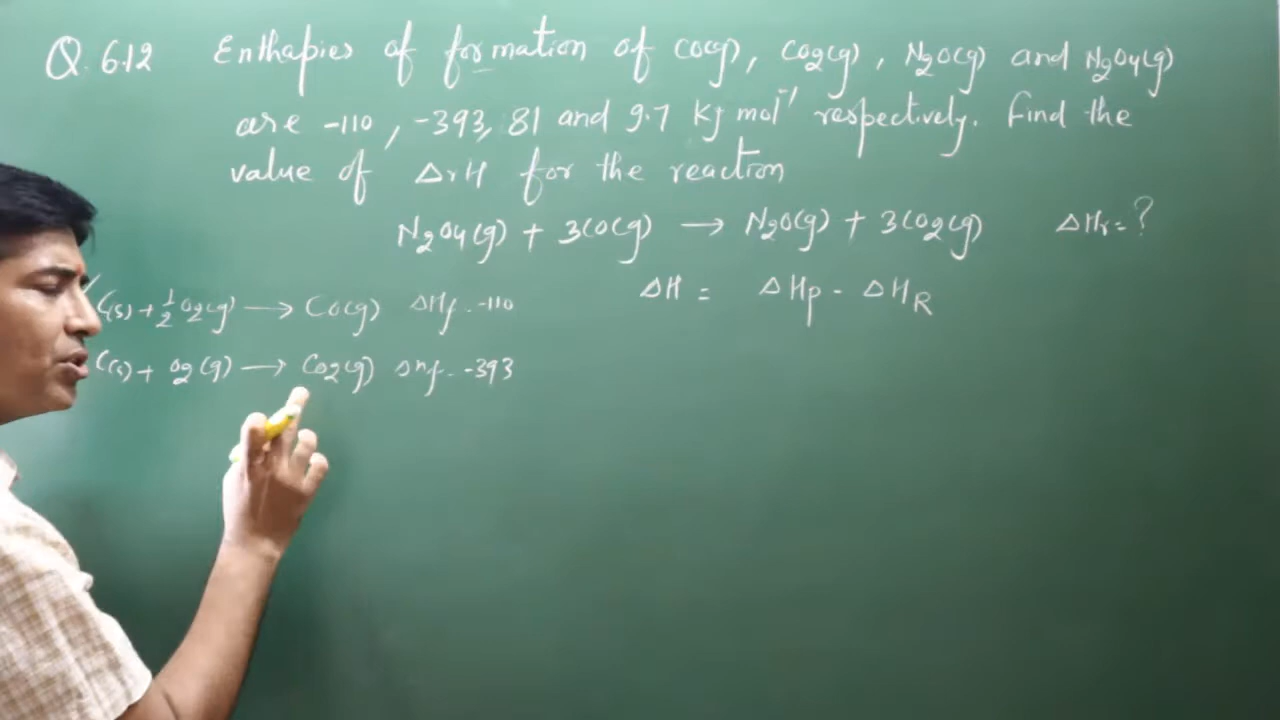 Q. 6.12 Enthapies of formation of CO(g), CO2(g), N2O(g) and N2O4(g)
are -110, -393, 81 and 9.7 kJ mol⁻¹ respectively. Find the
value of ΔrH for the reaction
N2O4(g) + 3CO(g) → N2O(g) + 3CO2(g) ΔHr = ?
ΔH = ΔHP - ΔHR
C(s) + 1/2 O2(g) → CO(g) ΔHf = -110
C(s) + O2(g) → CO2(g) ΔHf = -393